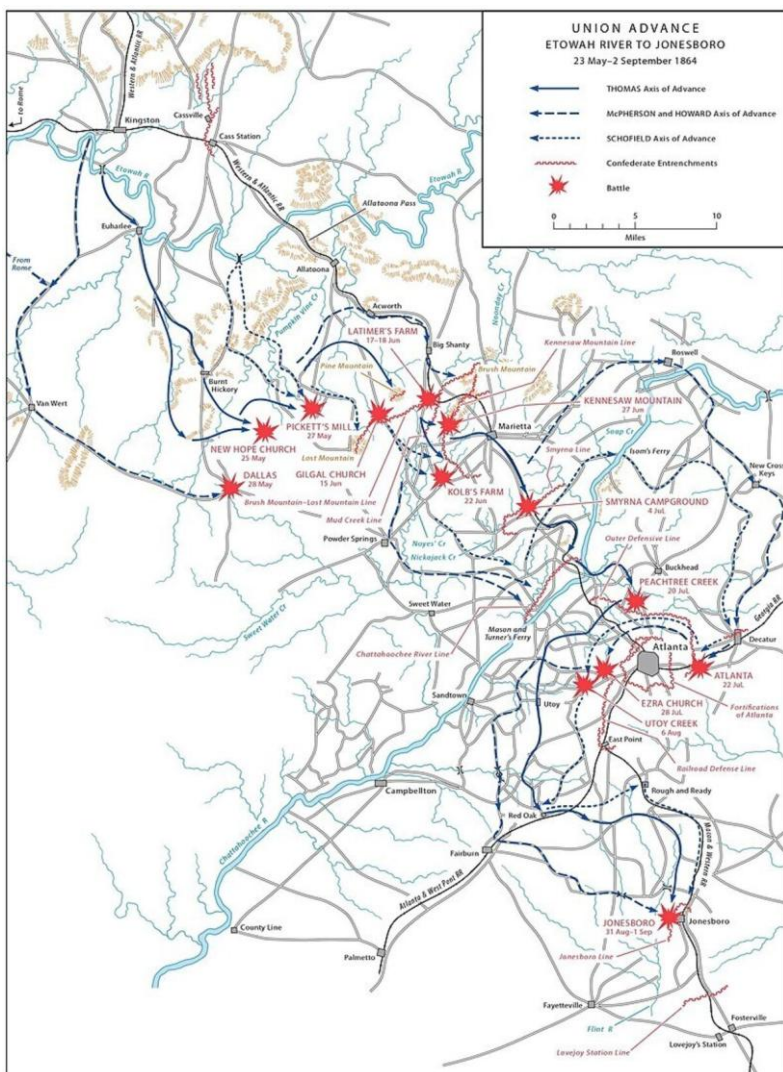 UNION ADVANCE
ETOWAH RIVER TO JONESBORO
23 May–2 September 1864
THOMAS Axis of Advance
McPHERSON and HOWARD Axis of Advance
SCHOFIELD Axis of Advance
Confederate Entrenchments
Battle
0 5 10
Miles
to Rome
Western & Atlantic RR
Kingston
Cassville
Cass Station
Etowah R
Western & Atlantic RR
Etowah R
Allatoona Pass
Euharlee
From Rome
Allatoona
Pumpkin Vine Cr
Acworth
Noonday Cr
LATIMER'S FARM
17–18 Jun
Big Shanty
Kennesaw Mountain Line
Pine Mountain
Brush Mountain
Roswell
Burnt
Hickory
Van Wert
PICKETT'S MILL
27 May
KENNESAW MOUNTAIN
27 Jun
Marietta
Soap Cr
NEW HOPE CHURCH
25 May
Lost Mountain
Smyrna Line
Isom's Ferry
DALLAS
28 May
GILGAL CHURCH
15 Jun
KOLB'S FARM
22 Jun
New Cross
Keys
Brush Mountain–Lost Mountain Line
SMYRNA CAMPGROUND
4 Jul
Mud Creek Line
Noyes' Cr
Powder Springs
Nickajack Cr
Outer Defensive Line
Buckhead
PEACHTREE CREEK
20 Jul
Georgia RR
Sweet Water
Sweet Water Cr
Mason and
Turner's Ferry
Decatur
Atlanta
Chattahoochee River Line
ATLANTA
22 Jul
EZRA CHURCH
28 Jul
Sandtown
Utoy
UTOY CREEK
6 Aug
Fortifications
of Atlanta
East Point
Railroad Defense Line
Campbellton
Rough and Ready
Chattahoochee R
Red Oak
Macon & Western RR
Fairburn
Atlanta & West Pont RR
JONESBORO
31 Aug–1 Sep
Jonesboro
County Line
Palmetto
Jonesboro Line
Fayetteville
Flint R
Fosterville
Lovejoy's Station
Lovejoy Station Line